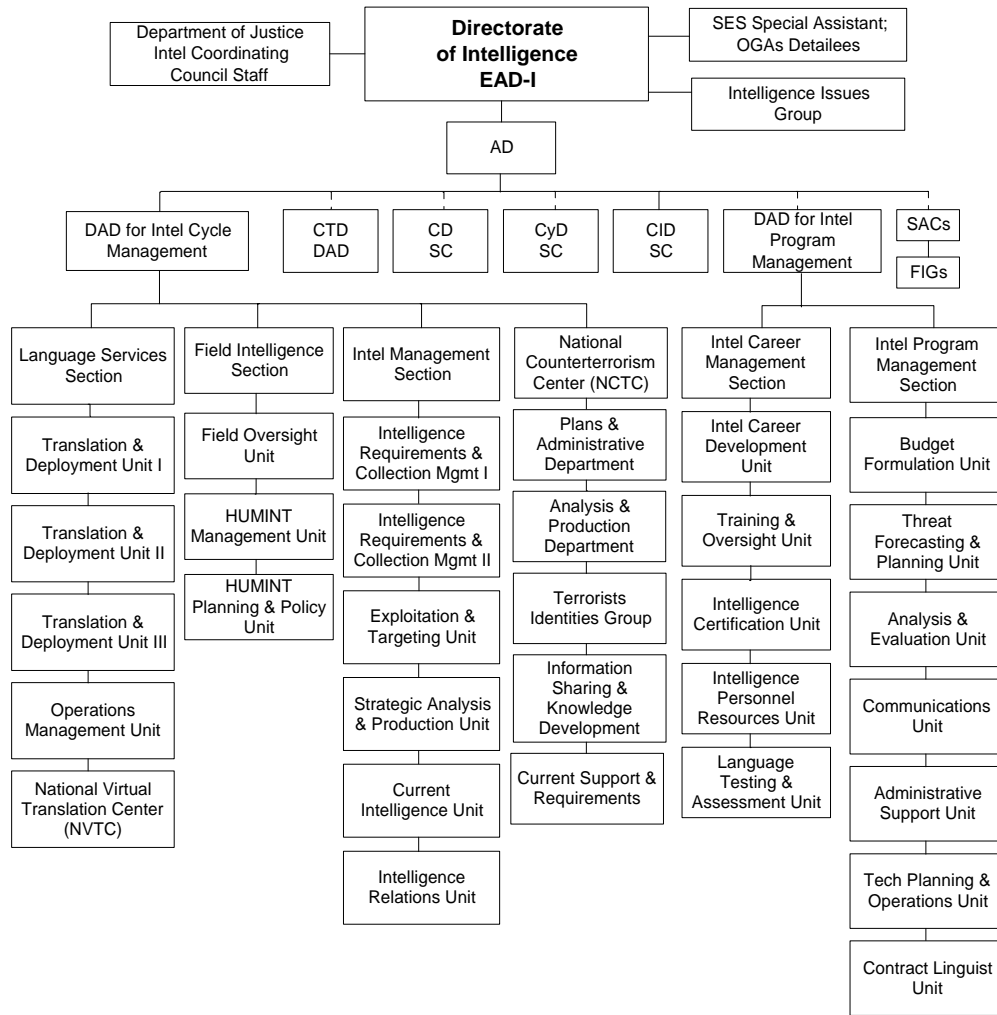 Department of Justice
Intel Coordinating
Council Staff
Directorate
of Intelligence
EAD-I
SES Special Assistant;
OGAs Detailees
Intelligence Issues
Group
AD
DAD for Intel Cycle
Management
CTD
DAD
CD
SC
CyD
SC
CID
SC
DAD for Intel
Program
Management
SACs
FIGs
Language Services
Section
Translation &
Deployment Unit I
Translation &
Deployment Unit II
Translation &
Deployment Unit III
Operations
Management Unit
National Virtual
Translation Center
(NVTC)
Field Intelligence
Section
Field Oversight
Unit
HUMINT
Management Unit
HUMINT
Planning & Policy
Unit
Intel Management
Section
Intelligence
Requirements &
Collection Mgmt I
Intelligence
Requirements &
Collection Mgmt II
Exploitation &
Targeting Unit
Strategic Analysis
& Production Unit
Current
Intelligence Unit
Intelligence
Relations Unit
National
Counterterrorism
Center (NCTC)
Plans &
Administrative
Department
Analysis &
Production
Department
Terrorists
Identities Group
Information
Sharing &
Knowledge
Development
Current Support &
Requirements
Intel Career
Management
Section
Intel Career
Development
Unit
Training &
Oversight Unit
Intelligence
Certification Unit
Intelligence
Personnel
Resources Unit
Language
Testing &
Assessment Unit
Intel Program
Management
Section
Budget
Formulation Unit
Threat
Forecasting &
Planning Unit
Analysis &
Evaluation Unit
Communications
Unit
Administrative
Support Unit
Tech Planning &
Operations Unit
Contract Linguist
Unit